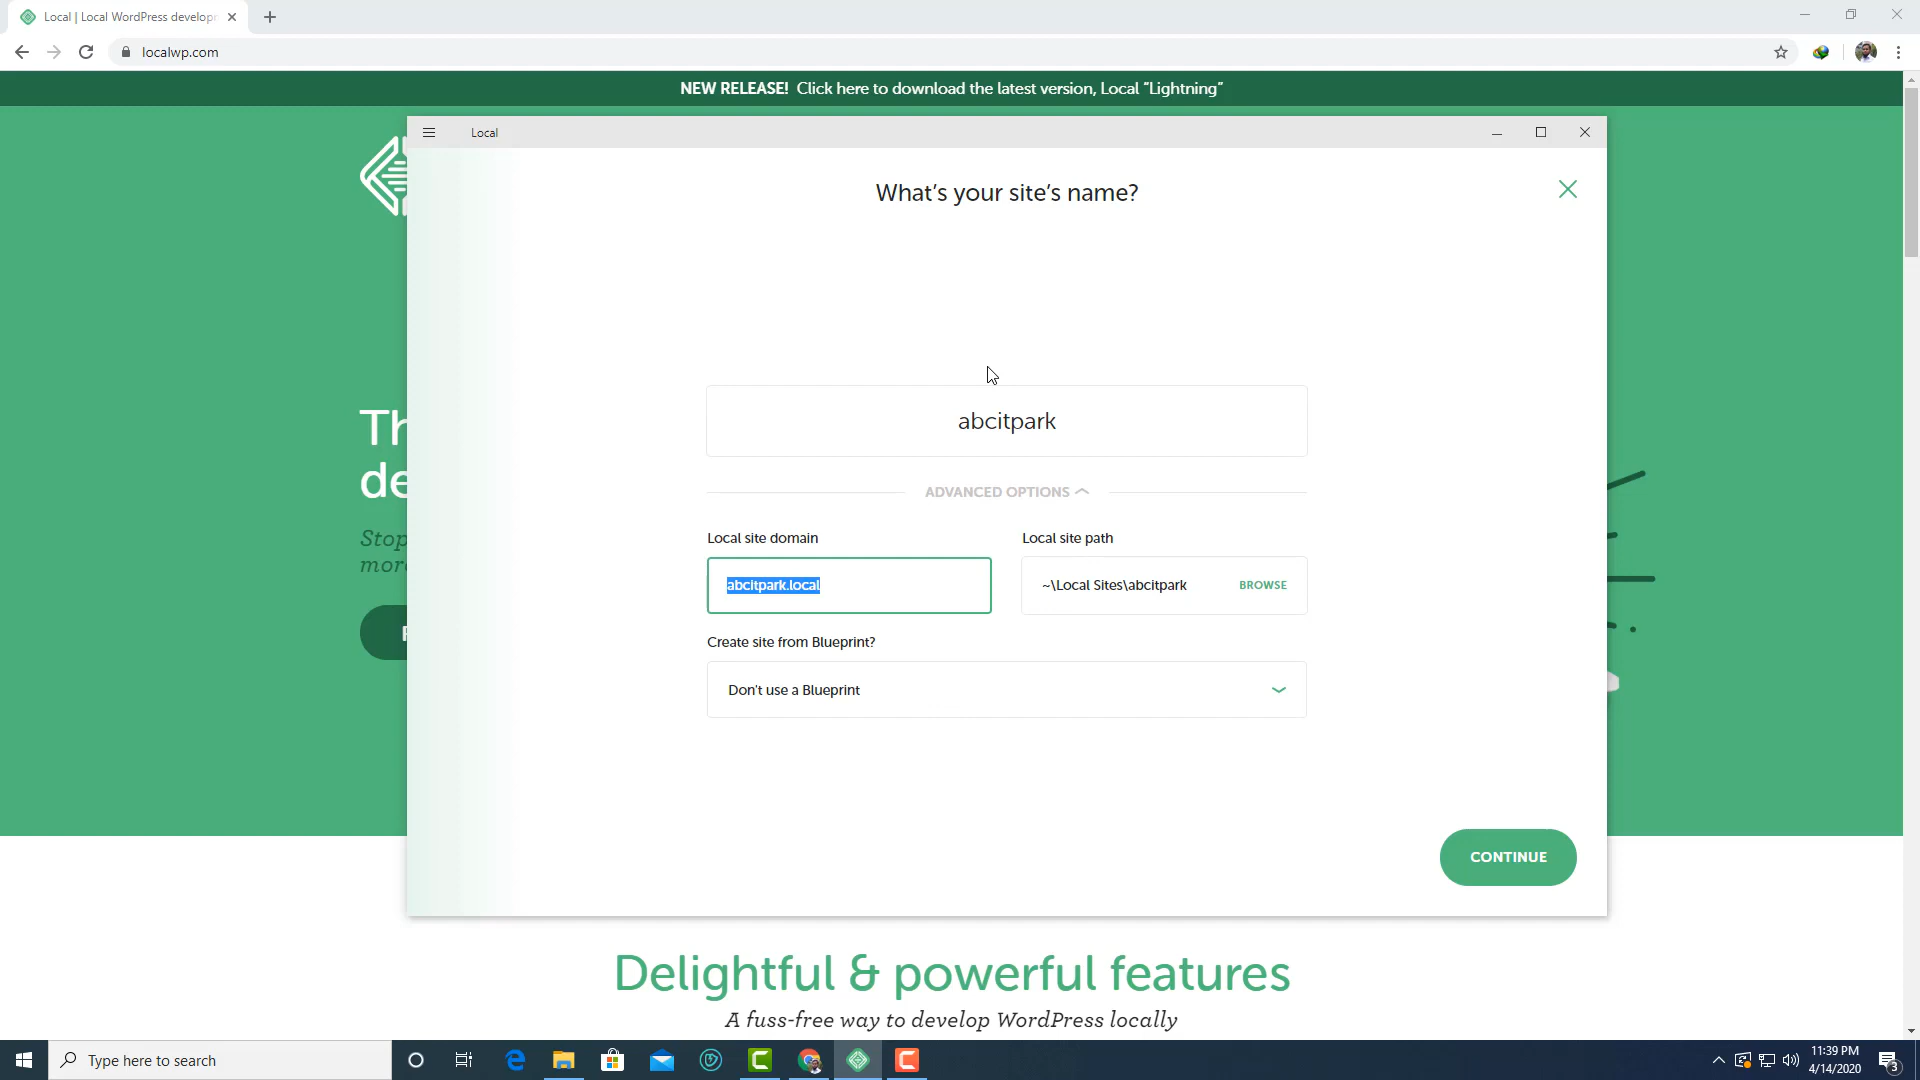 Local | Local WordPress developr
localwp.com
NEW RELEASE! Click here to download the latest version, Local “Lightning”
Local
What’s your site’s name?
abcitpark
ADVANCED OPTIONS
Local site domain
Local site path
abcitpark.local
~\Local Sites\abcitpark
BROWSE
Create site from Blueprint?
Don't use a Blueprint
CONTINUE
Th
de
Stop
more
Delightful & powerful features
A fuss-free way to develop WordPress locally
Type here to search
11:39 PM
4/14/2020
3